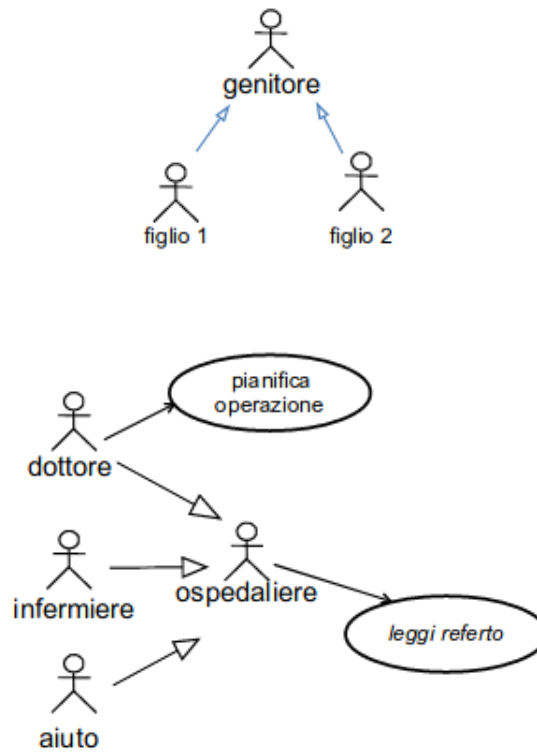 genitore
figlio 1
figlio 2
pianifica
operazione
dottore
infermiere
ospedaliere
leggi referto
aiuto